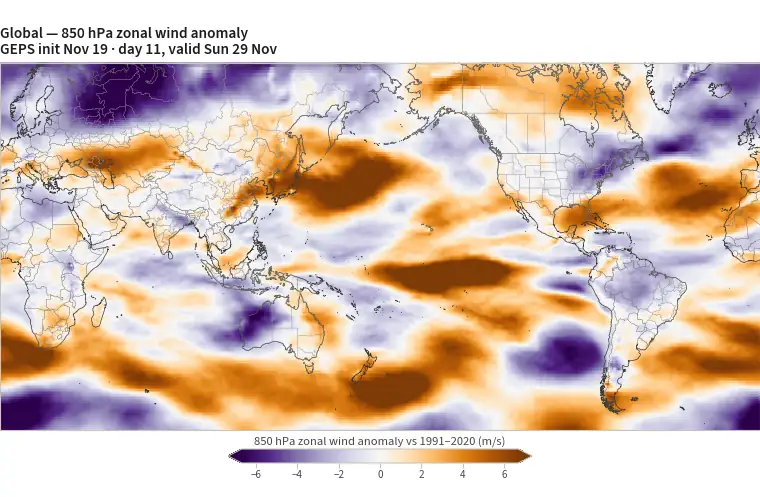 Global — 850 hPa zonal wind anomaly
GEPS init Nov 19 · day 11, valid Sun 29 Nov
850 hPa zonal wind anomaly vs 1991–2020 (m/s)
−6 −4 −2 0 2 4 6